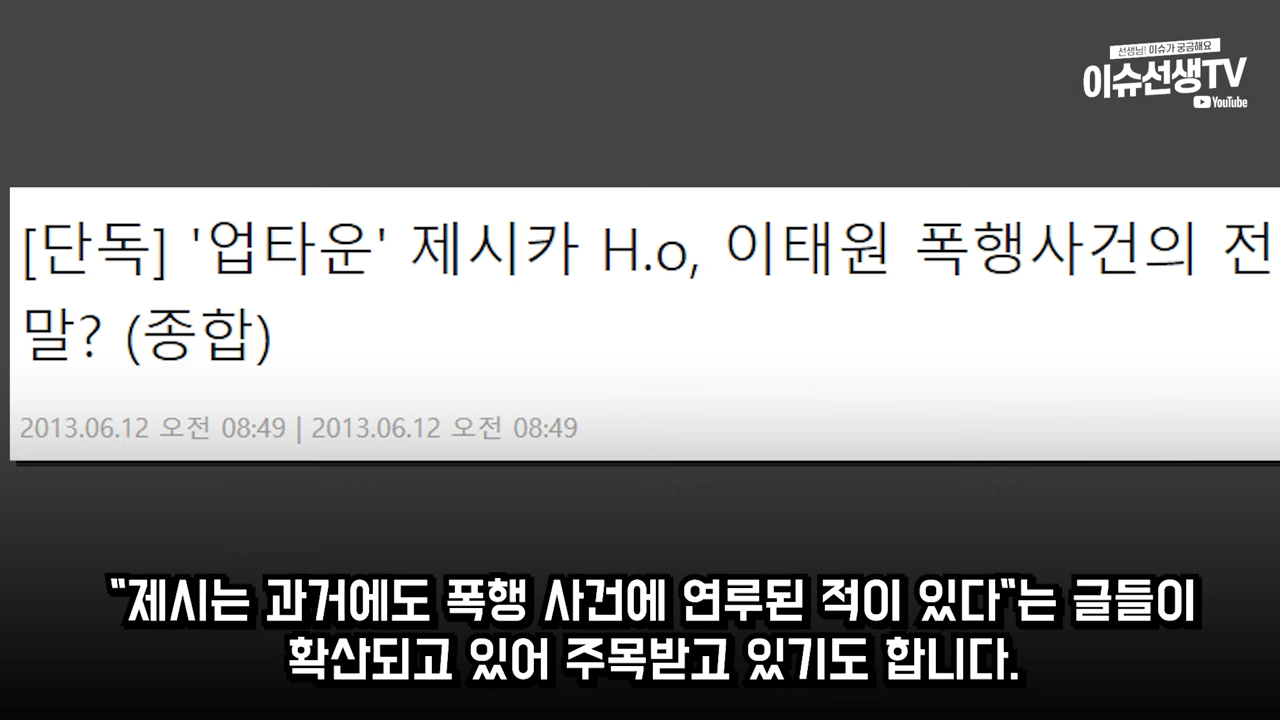 선생님! 이슈가 궁금해요
이슈선생TV
YouTube
[단독] '업타운' 제시카 H.o, 이태원 폭행사건의 전
말? (종합)
2013.06.12 오전 08:49 | 2013.06.12 오전 08:49
"제시는 과거에도 폭행 사건에 연루된 적이 있다"는 글들이
확산되고 있어 주목받고 있기도 합니다.